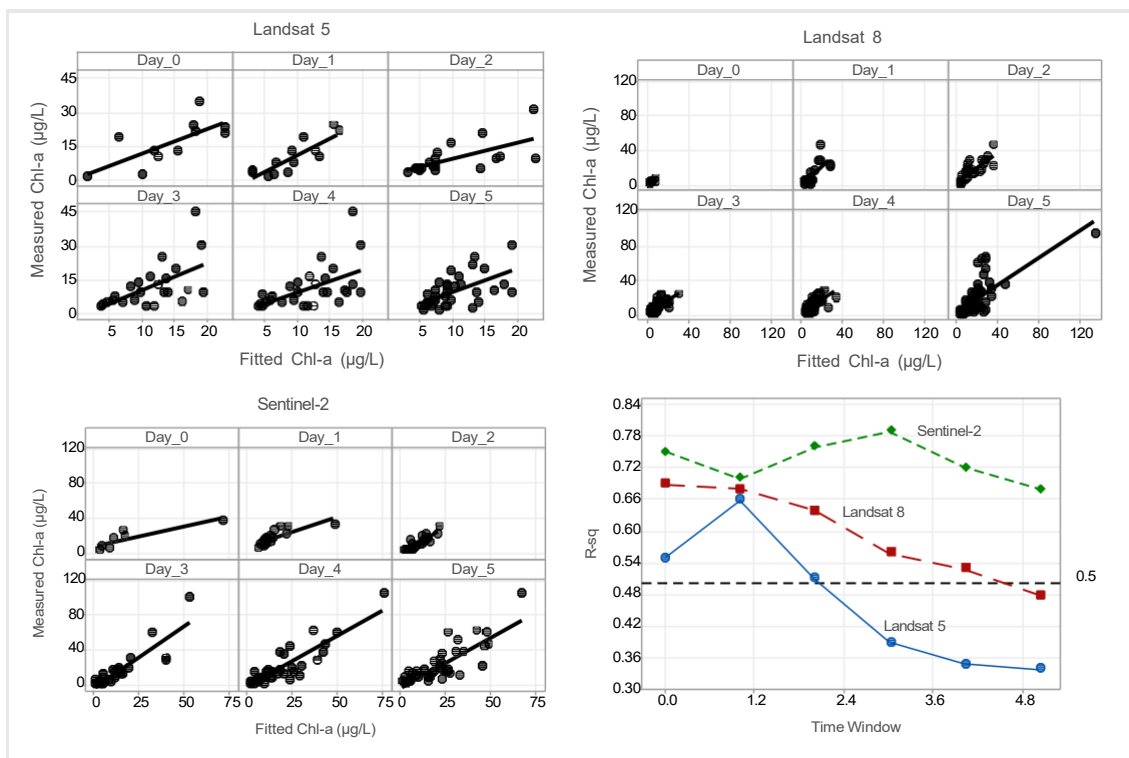 Landsat 5
Day_0 Day_1 Day_2
45
30
15
0
Day_3 Day_4 Day_5
45
30
15
0
5 10 15 20 5 10 15 20 5 10 15 20
Measured Chl-a (µg/L)
Fitted Chl-a (µg/L)
Landsat 8
Day_0 Day_1 Day_2
120
80
40
0
Day_3 Day_4 Day_5
120
80
40
0
0 40 80 120 0 40 80 120 0 40 80 120
Measured Chl-a (µg/L)
Fitted Chl-a (µg/L)
Sentinel-2
Day_0 Day_1 Day_2
120
80
40
0
Day_3 Day_4 Day_5
120
80
40
0
0 25 50 75 0 25 50 75 0 25 50 75
Measured Chl-a (µg/L)
Fitted Chl-a (µg/L)
0.84
0.78
0.72
0.66
0.60
0.54
0.48
0.42
0.36
0.30
R-sq
Sentinel-2
Landsat 8
0.5
Landsat 5
0.0 1.2 2.4 3.6 4.8
Time Window